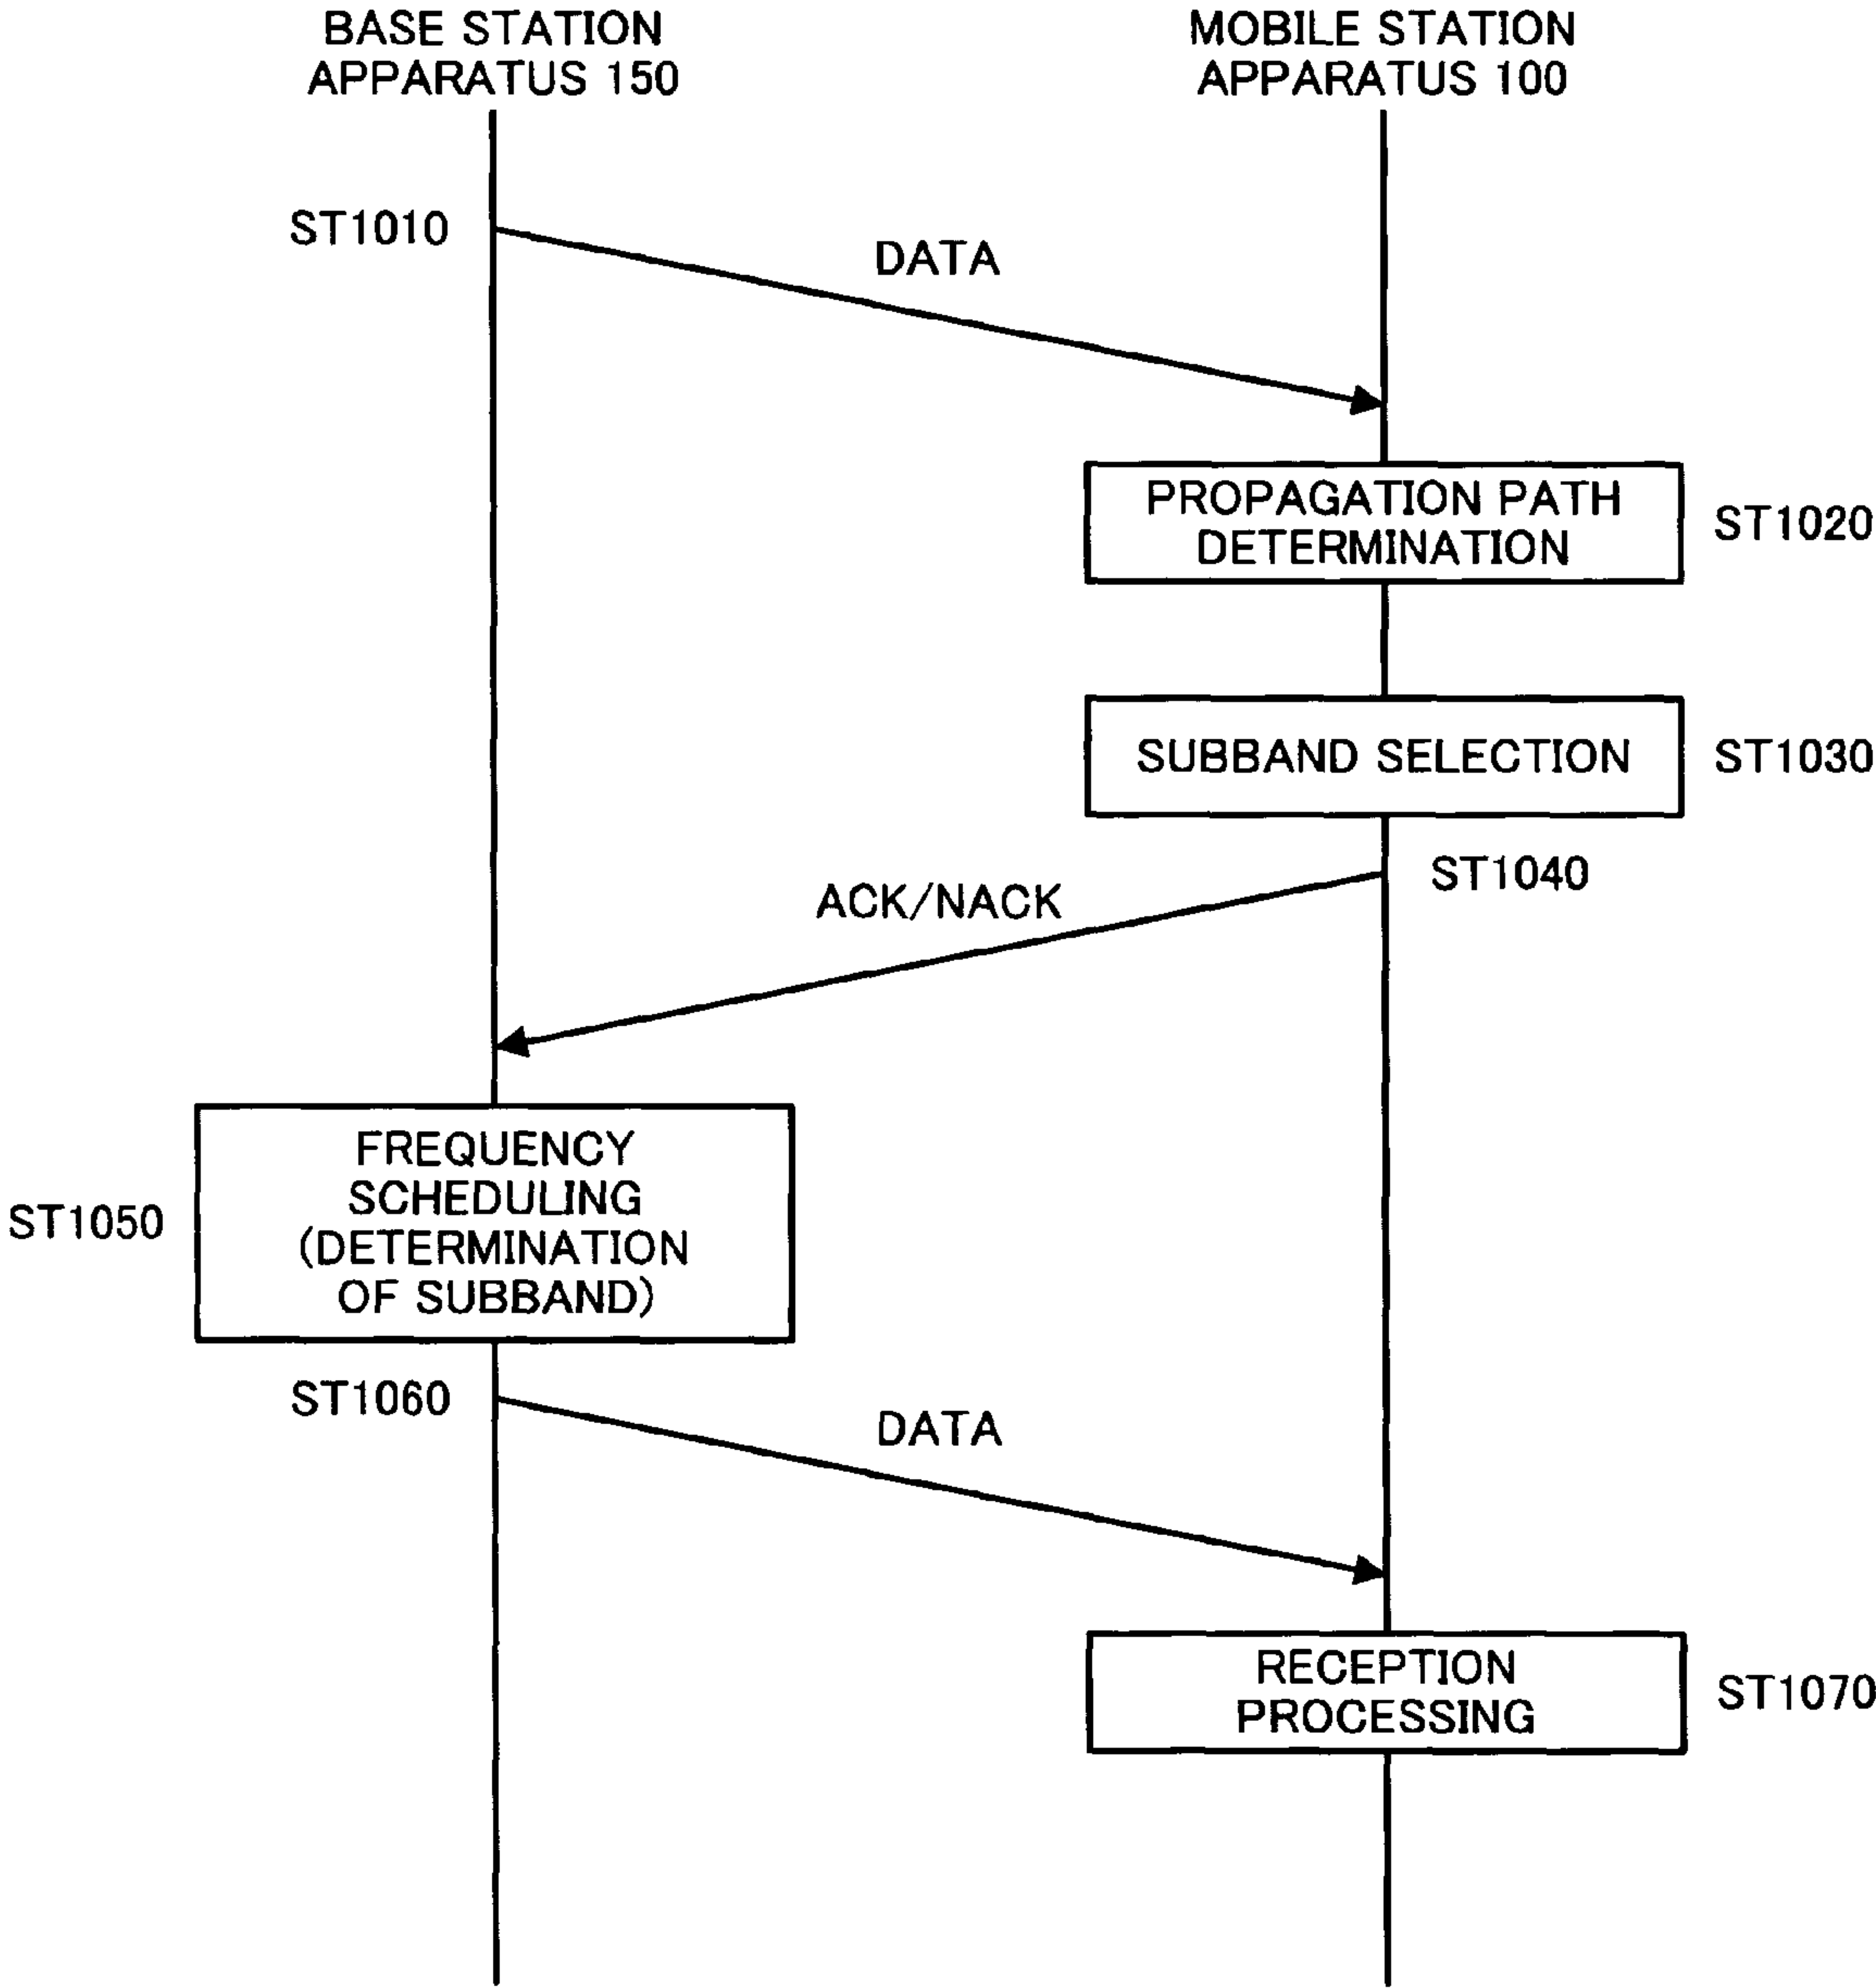 BASE STATION
APPARATUS 150
MOBILE STATION
APPARATUS 100
ST1010
DATA
PROPAGATION PATH
DETERMINATION
ST1020
SUBBAND SELECTION
ST1030
ST1040
ACK/NACK
FREQUENCY
SCHEDULING
(DETERMINATION
OF SUBBAND)
ST1050
ST1060
DATA
RECEPTION
PROCESSING
ST1070